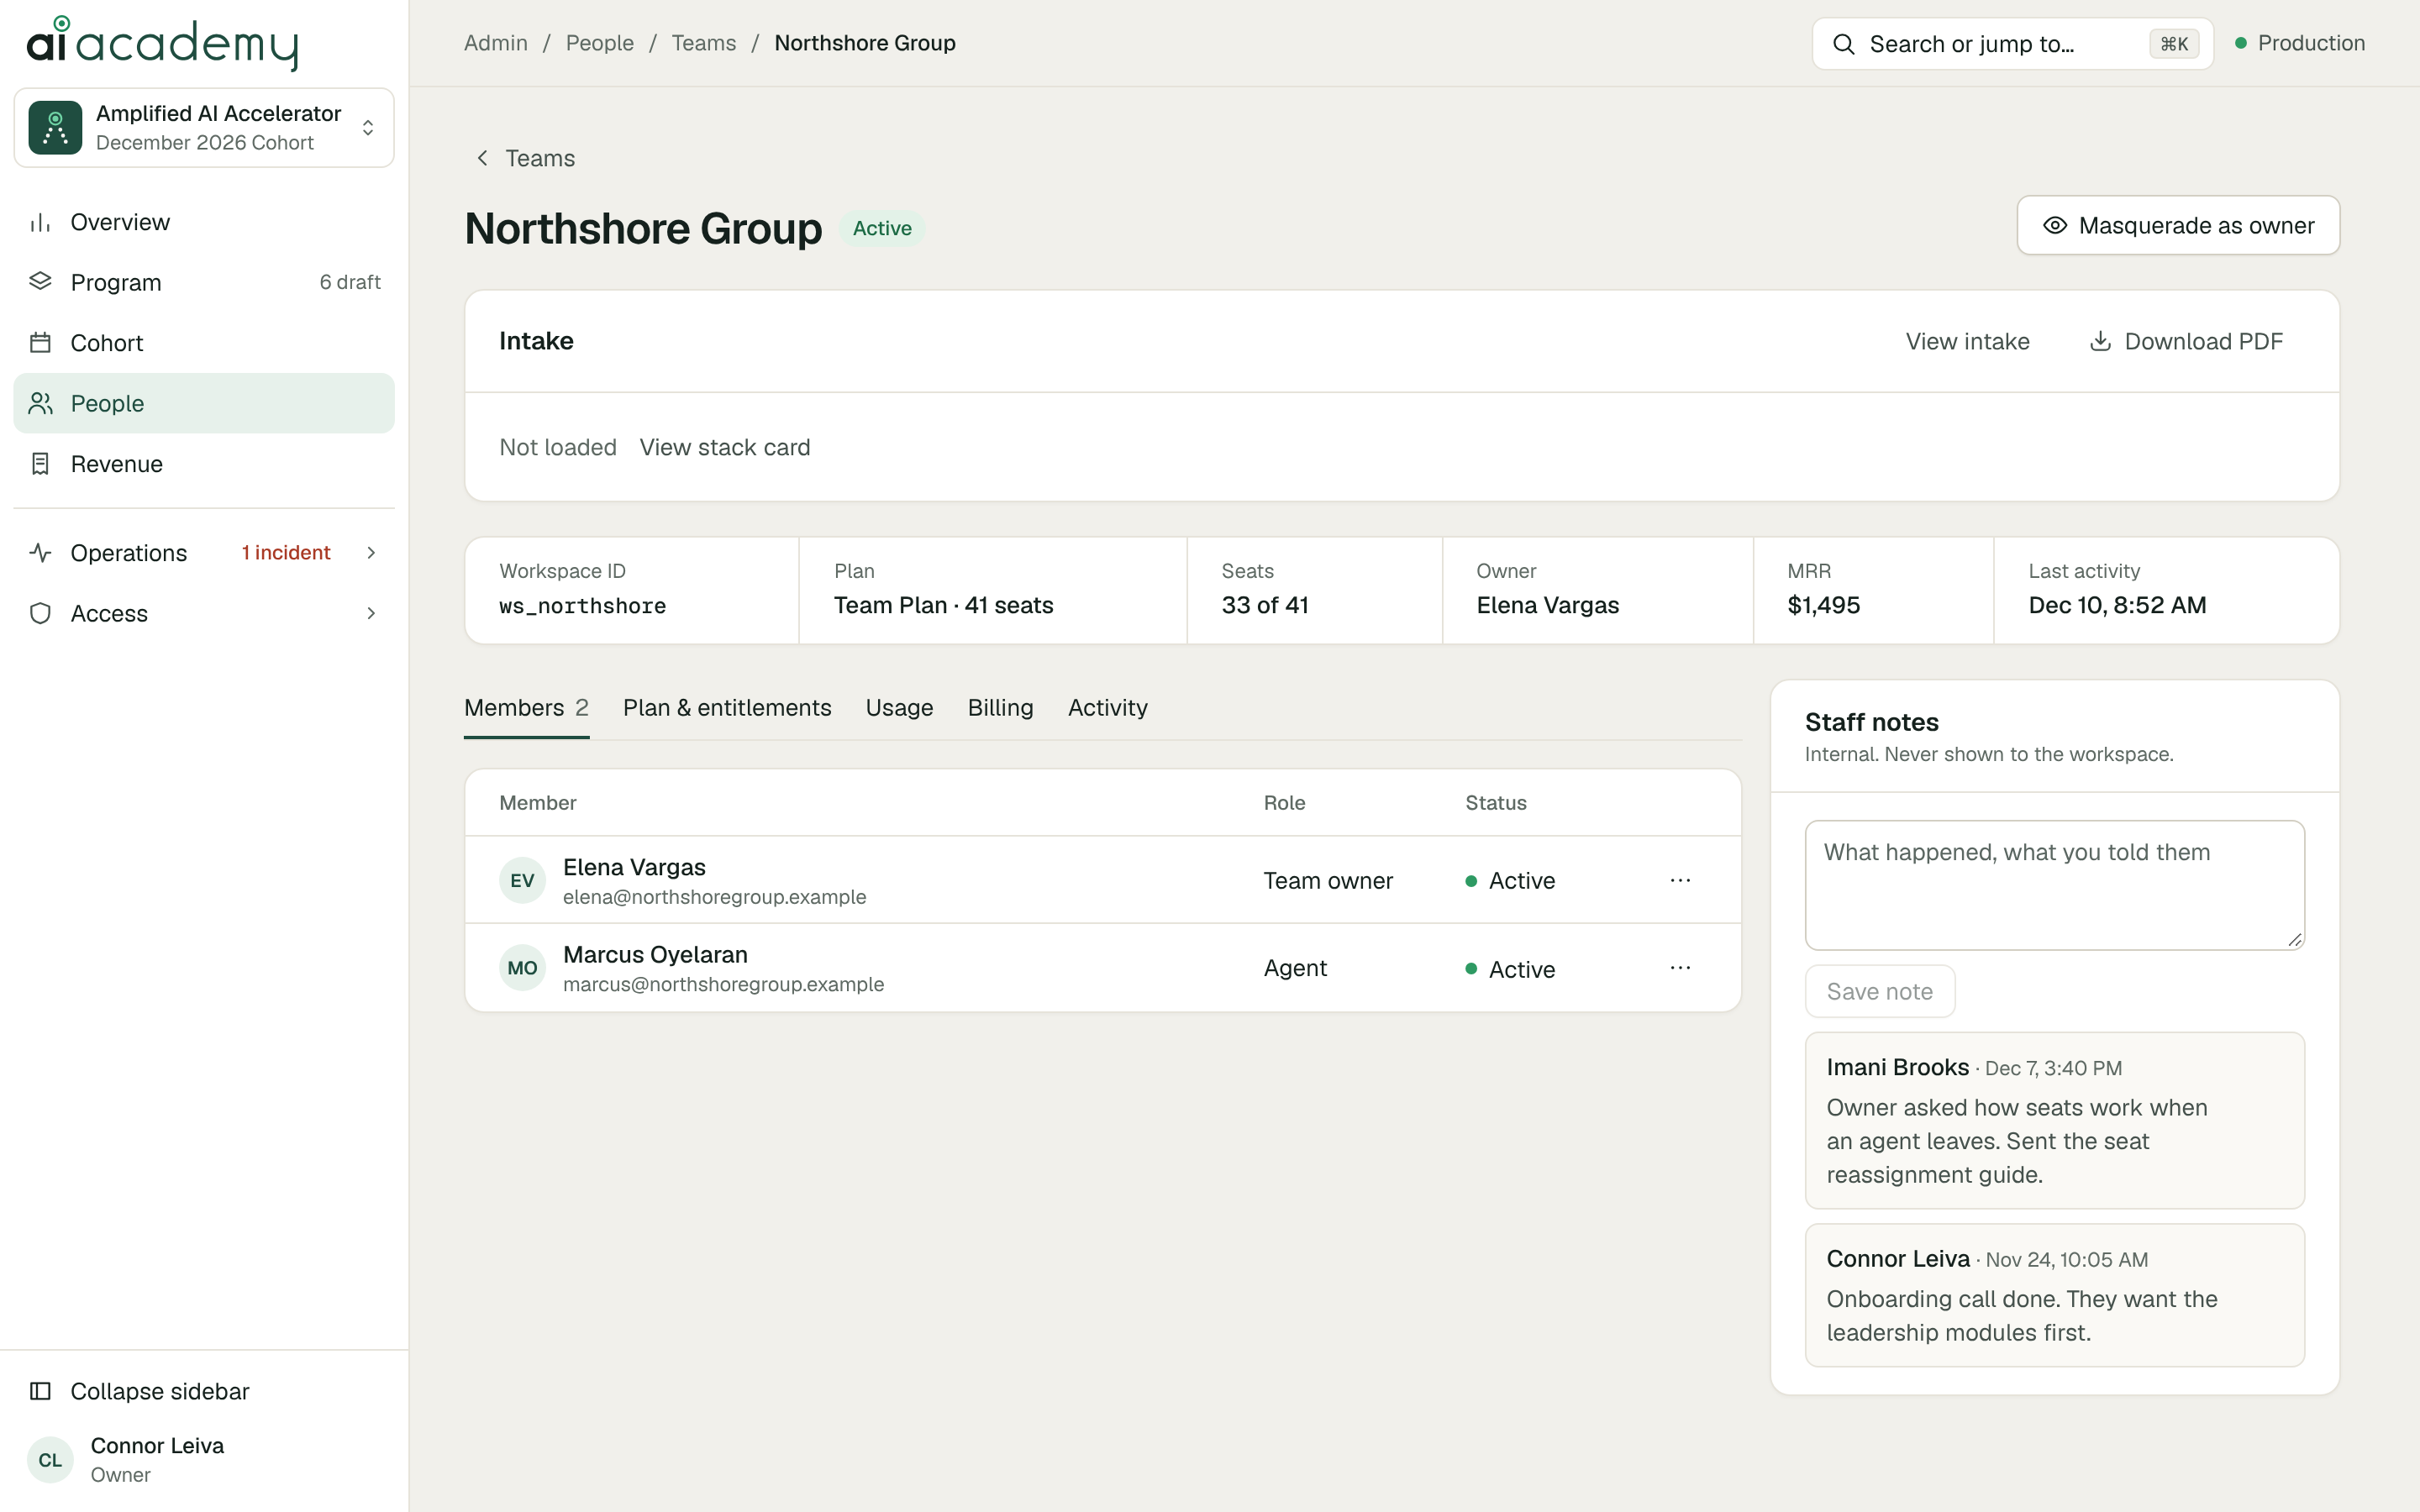 ai academy
Amplified AI Accelerator
December 2026 Cohort
Overview
Program 6 draft
Cohort
People
Revenue
Operations 1 incident
Access
Collapse sidebar
CL
Connor Leiva
Owner
Admin / People / Teams / Northshore Group
Search or jump to… ⌘K
Production
Teams
Northshore Group Active
Masquerade as owner
Intake
View intake
Download PDF
Not loaded View stack card
Workspace ID
ws_northshore
Plan
Team Plan · 41 seats
Seats
33 of 41
Owner
Elena Vargas
MRR
$1,495
Last activity
Dec 10, 8:52 AM
Members 2 Plan & entitlements Usage Billing Activity
Member Role Status
EV
Elena Vargas
elena@northshoregroup.example
Team owner
Active
MO
Marcus Oyelaran
marcus@northshoregroup.example
Agent
Active
Staff notes
Internal. Never shown to the workspace.
What happened, what you told them
Save note
Imani Brooks · Dec 7, 3:40 PM
Owner asked how seats work when
an agent leaves. Sent the seat
reassignment guide.
Connor Leiva · Nov 24, 10:05 AM
Onboarding call done. They want the
leadership modules first.